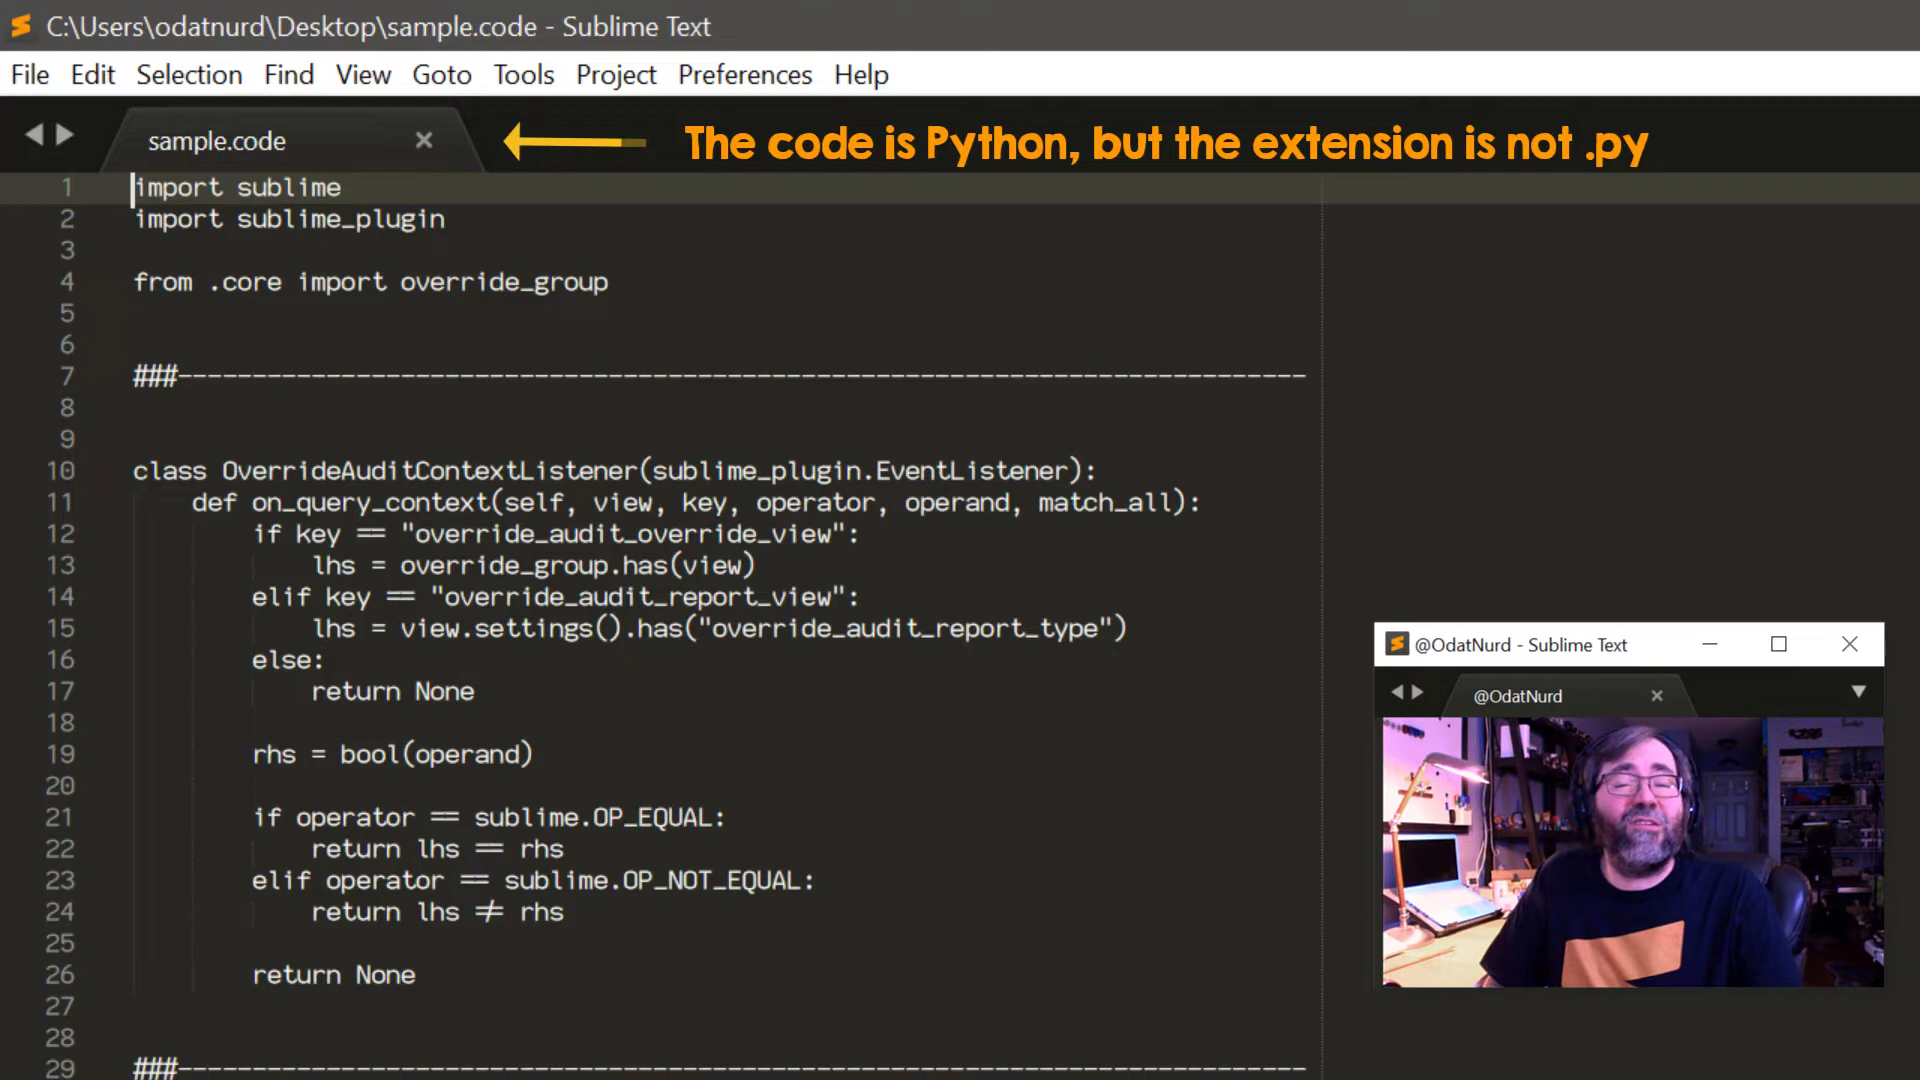 C:\Users\odatnurd\Desktop\sample.code - Sublime Text
File Edit Selection Find View Goto Tools Project Preferences Help
sample.code
The code is Python, but the extension is not .py
1 import sublime
2 import sublime_plugin
3
4 from .core import override_group
5
6
7 ###----------------------------------------------------------------------------
8
9
10 class OverrideAuditContextListener(sublime_plugin.EventListener):
11     def on_query_context(self, view, key, operator, operand, match_all):
12         if key == "override_audit_override_view":
13             lhs = override_group.has(view)
14         elif key == "override_audit_report_view":
15             lhs = view.settings().has("override_audit_report_type")
16         else:
17             return None
18
19         rhs = bool(operand)
20
21         if operator == sublime.OP_EQUAL:
22             return lhs == rhs
23         elif operator == sublime.OP_NOT_EQUAL:
24             return lhs != rhs
25
26         return None
27
28
29 ###----------------------------------------------------------------------------
@OdatNurd - Sublime Text
@OdatNurd